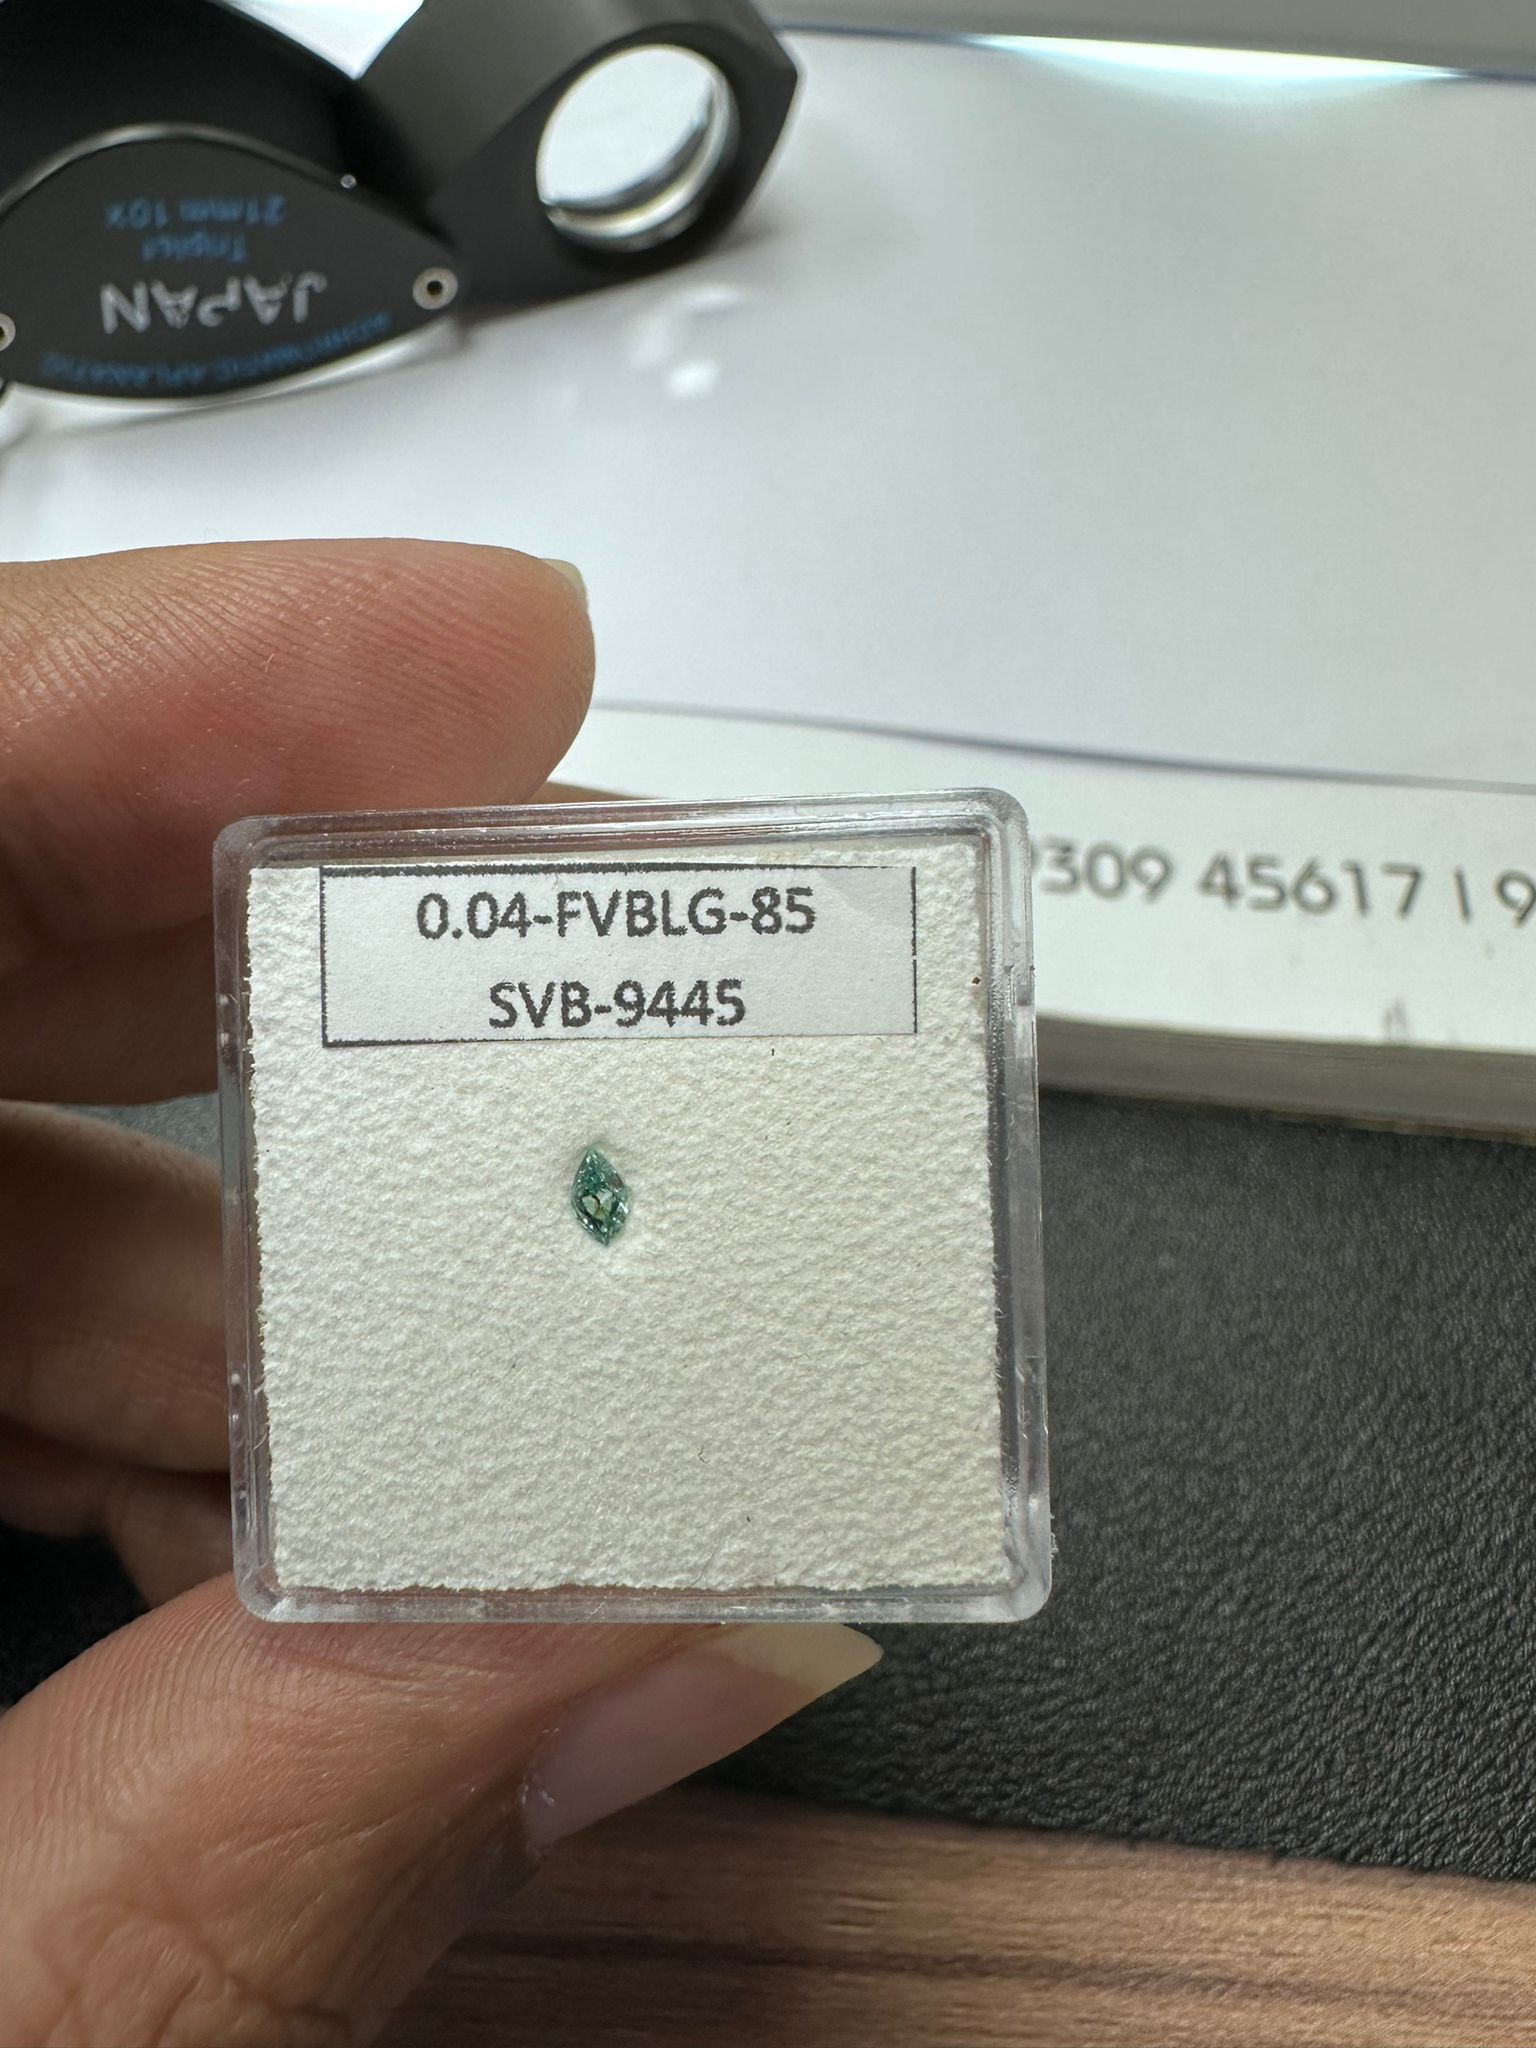 JAPAN
Triplet
21mm 10x
309 45617 | 9
0.04-FVBLG-85
SVB-9445